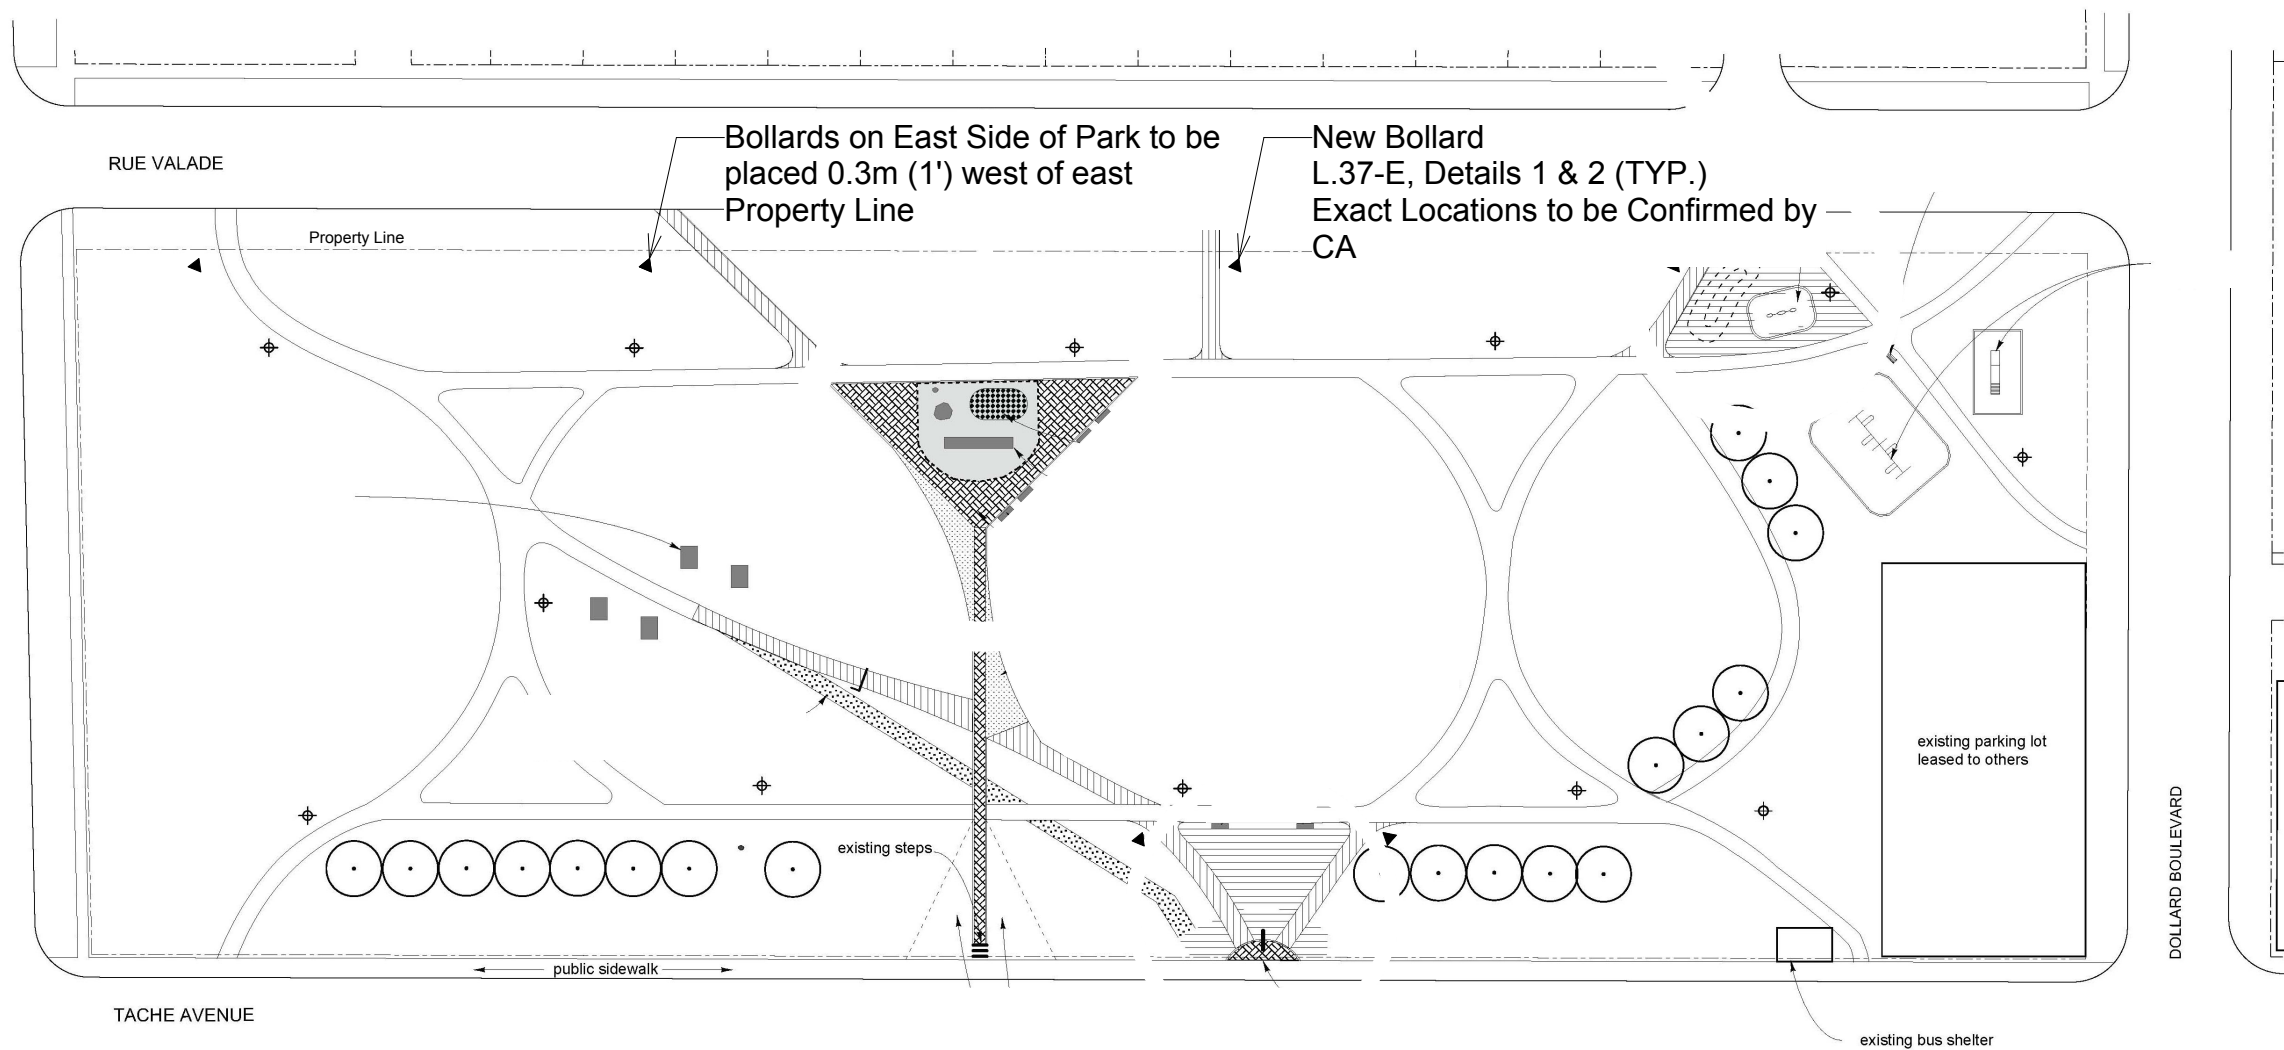 Bollards on East Side of Park to be
placed 0.3m (1') west of east
Property Line
New Bollard
L.37-E, Details 1 & 2 (TYP.)
Exact Locations to be Confirmed by
CA
RUE VALADE
Property Line
existing parking lot
leased to others
DOLLARD BOULEVARD
existing steps
public sidewalk
TACHE AVENUE
existing bus shelter